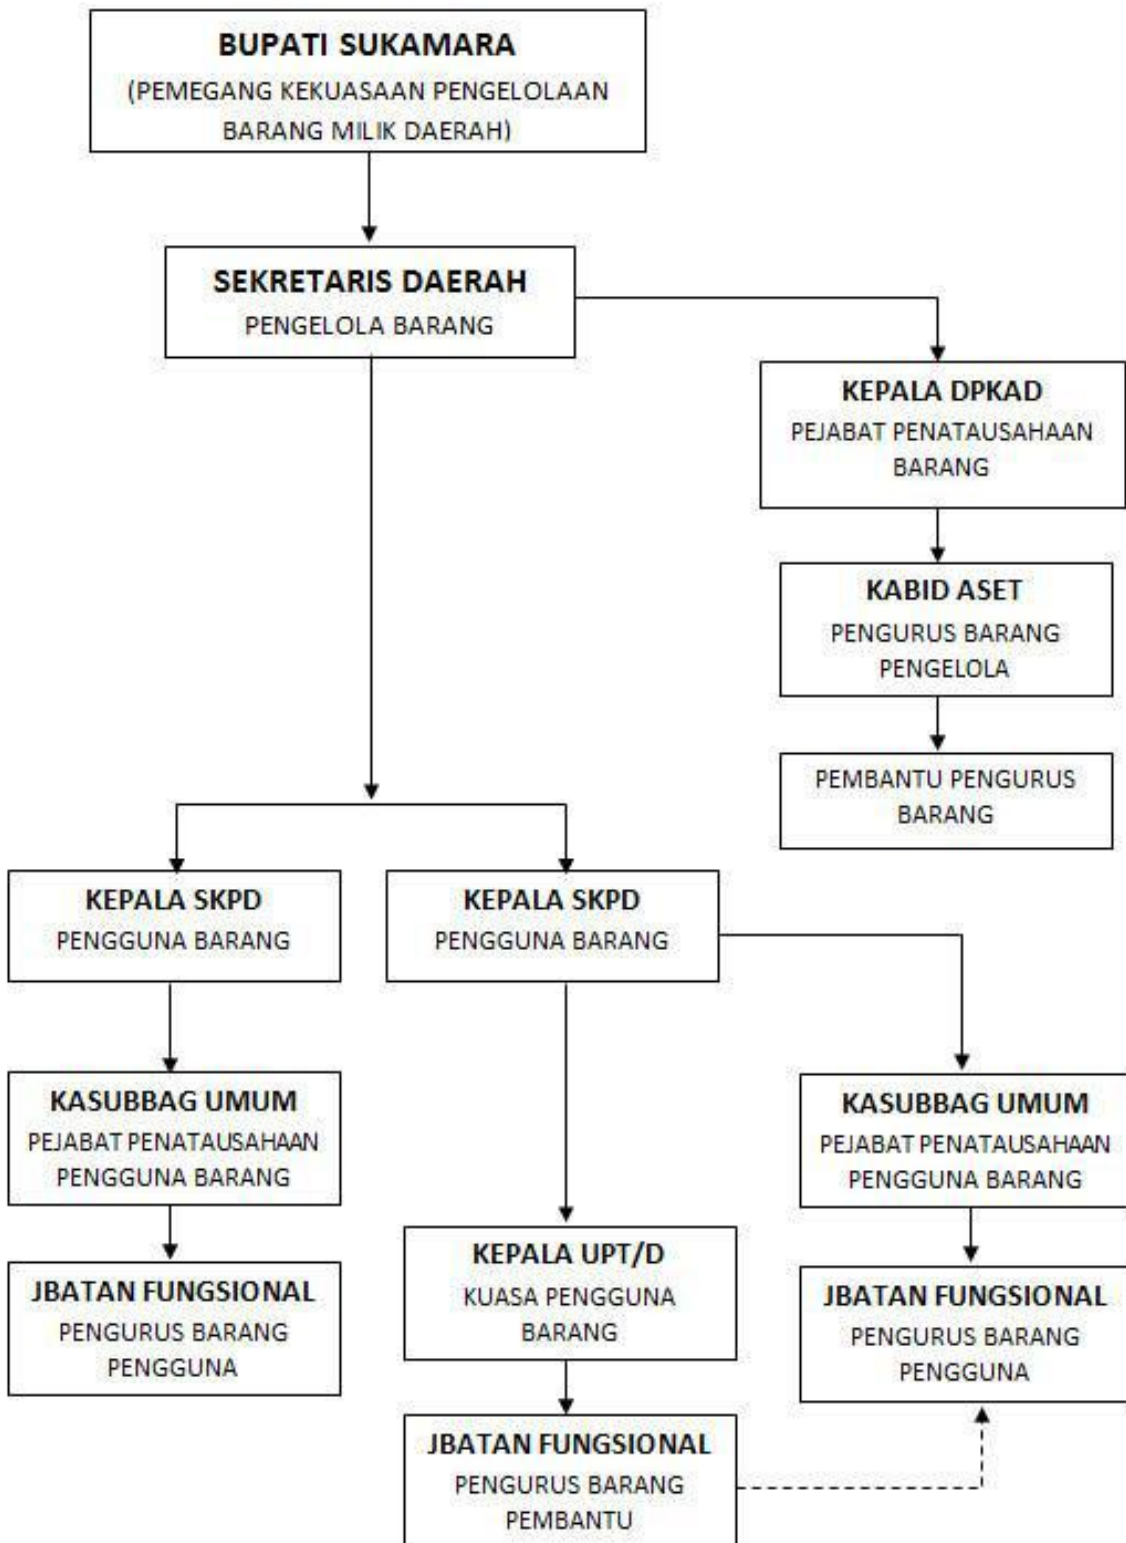 BUPATI SUKAMARA
(PEMEGANG KEKUASAAN PENGELOLAAN
BARANG MILIK DAERAH)
SEKRETARIS DAERAH
PENGELOLA BARANG
KEPALA DPKAD
PEJABAT PENATAUSAHAAN
BARANG
KABID ASET
PENGURUS BARANG
PENGELOLA
PEMBANTU PENGURUS
BARANG
KEPALA SKPD
PENGGUNA BARANG
KEPALA SKPD
PENGGUNA BARANG
KASUBBAG UMUM
PEJABAT PENATAUSAHAAN
PENGGUNA BARANG
JBATAN FUNGSIONAL
PENGURUS BARANG
PENGGUNA
KEPALA UPT/D
KUASA PENGGUNA
BARANG
JBATAN FUNGSIONAL
PENGURUS BARANG
PEMBANTU
KASUBBAG UMUM
PEJABAT PENATAUSAHAAN
PENGGUNA BARANG
JBATAN FUNGSIONAL
PENGURUS BARANG
PENGGUNA